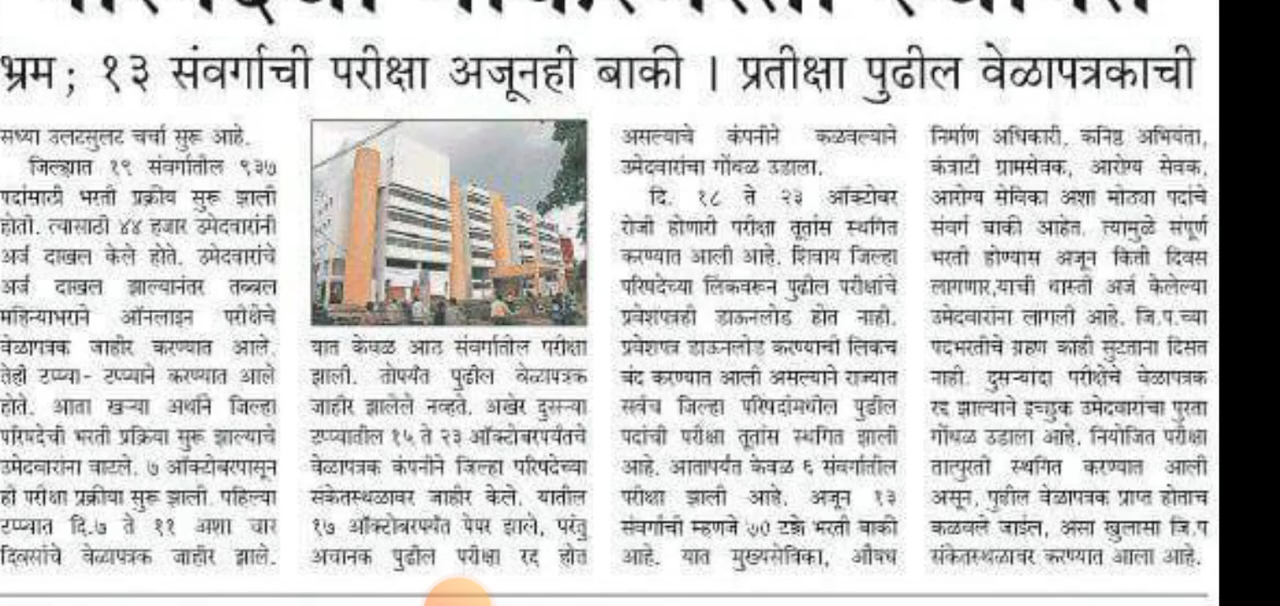 भ्रम ; १३ संवर्गाची परीक्षा अजूनही बाकी । प्रतीक्षा पुढील वेळापत्रकाची
सध्या उलटसुलट चर्चा सुरू आहे.
जिल्ह्यात १९ संवर्गातील ९३७
पदांसाठी भरती प्रक्रीय सुरू झाली
होती. त्यासाठी ४४ हजार उमेदवारांनी
अर्ज दाखल केले होते. उमेदवारांचे
अर्ज दाखल झाल्यानंतर तब्बल
महिन्याभराने ऑनलाइन परीक्षेचे
वेळापत्रक जाहीर करण्यात आले.
तेही टप्प्या- टप्प्याने करण्यात आले
होते. आता खऱ्या अर्थाने जिल्हा
परिषदेची भरती प्रक्रिया सुरू झाल्याचे
उमेदवारांना वाटले. ७ ऑक्टोबरपासून
ही परीक्षा प्रक्रीया सुरू झाली. पहिल्या
टप्प्यात दि.७ ते ११ अशा चार
दिवसांचे वेळापत्रक जाहीर झाले.
यात केवळ आठ संवर्गातील परीक्षा
झाली. तोपर्यंत पुढील वेळापत्रक
जाहीर झालेले नव्हते. अखेर दुसऱ्या
टप्प्यातील १५ ते २३ ऑक्टोबरपर्यंतचे
वेळापत्रक कंपनीने जिल्हा परिषदेच्या
संकेतस्थळावर जाहीर केले. यातील
१७ ऑक्टोबरपर्यंत पेपर झाले, परंतु
अचानक पुढील परीक्षा रद्द होत
असल्याचे कंपनीने कळवल्याने
उमेदवारांचा गोंधळ उडाला.
दि. १८ ते २३ ऑक्टोबर
रोजी होणारी परीक्षा तूर्तास स्थगित
करण्यात आली आहे. शिवाय जिल्हा
परिषदेच्या लिंकवरून पुढील परीक्षांचे
प्रवेशपत्रही डाऊनलोड होत नाही.
प्रवेशपत्र डाऊनलोड करण्याची लिंकच
बंद करण्यात आली असल्याने राज्यात
सर्वच जिल्हा परिषदांमधील पुढील
पदांची परीक्षा तूर्तास स्थगित झाली
आहे. आतापर्यंत केवळ ६ संवर्गातील
परीक्षा झाली आहे. अजून १३
संवर्गाची म्हणजे ७० टक्के भरती बाकी
आहे. यात मुख्यसेविका, औषध
निर्माण अधिकारी, कनिष्ठ अभियंता,
कंत्राटी ग्रामसेवक, आरोग्य सेवक,
आरोग्य सेविका अशा मोठ्या पदांचे
संवर्ग बाकी आहेत. त्यामुळे संपूर्ण
भरती होण्यास अजून किती दिवस
लागणार,याची धास्ती अर्ज केलेल्या
उमेदवारांना लागली आहे. जि.प.च्या
पदभरतीचे ग्रहण काही सुटताना दिसत
नाही. दुसऱ्यांदा परीक्षेचे वेळापत्रक
रद्द झाल्याने इच्छुक उमेदवारांचा पुरता
गोंधळ उडाला आहे. नियोजित परीक्षा
तात्पुरती स्थगित करण्यात आली
असून, पुढील वेळापत्रक प्राप्त होताच
कळवले जाईल, असा खुलासा जि.प
संकेतस्थळावर करण्यात आला आहे.